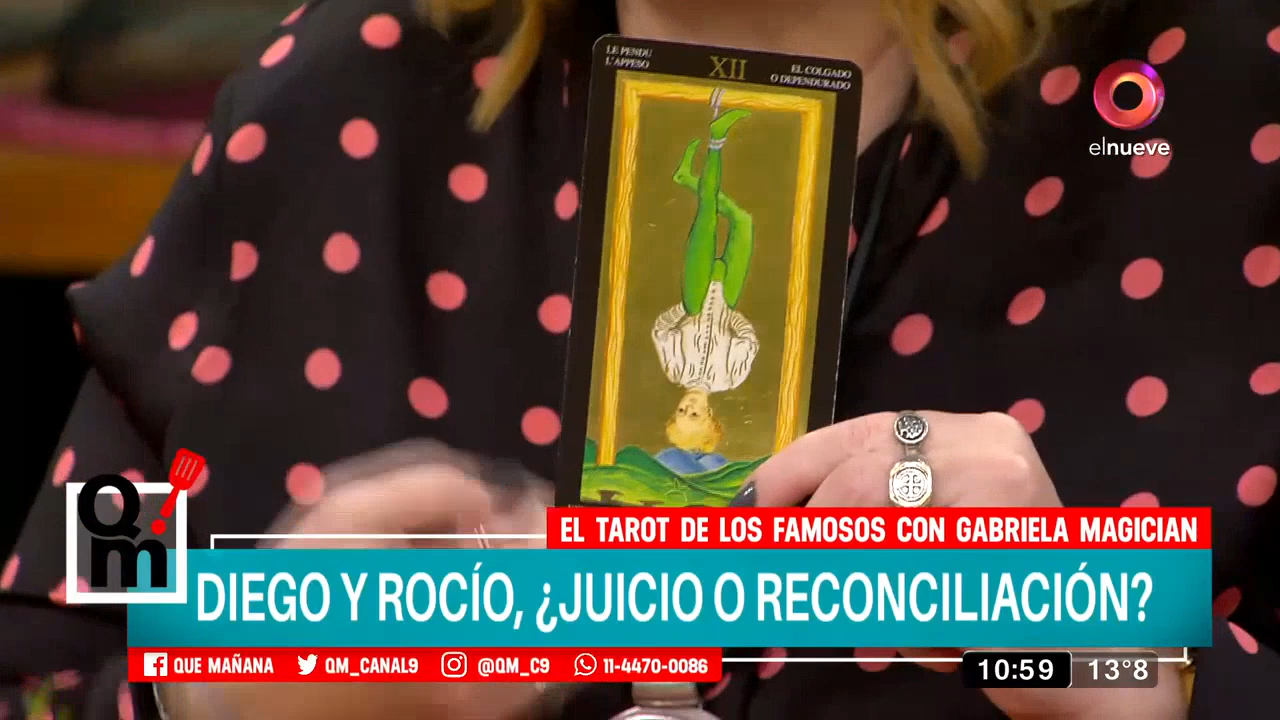 LE PENDU
L'APPESO
XII
EL COLGADO
O DEPENDURADO
elnueve
QM!
EL TAROT DE LOS FAMOSOS CON GABRIELA MAGICIAN
DIEGO Y ROCÍO, ¿JUICIO O RECONCILIACIÓN?
QUE MAÑANA QM_CANAL9 @QM_C9 11-4470-0086
10:59 13°8